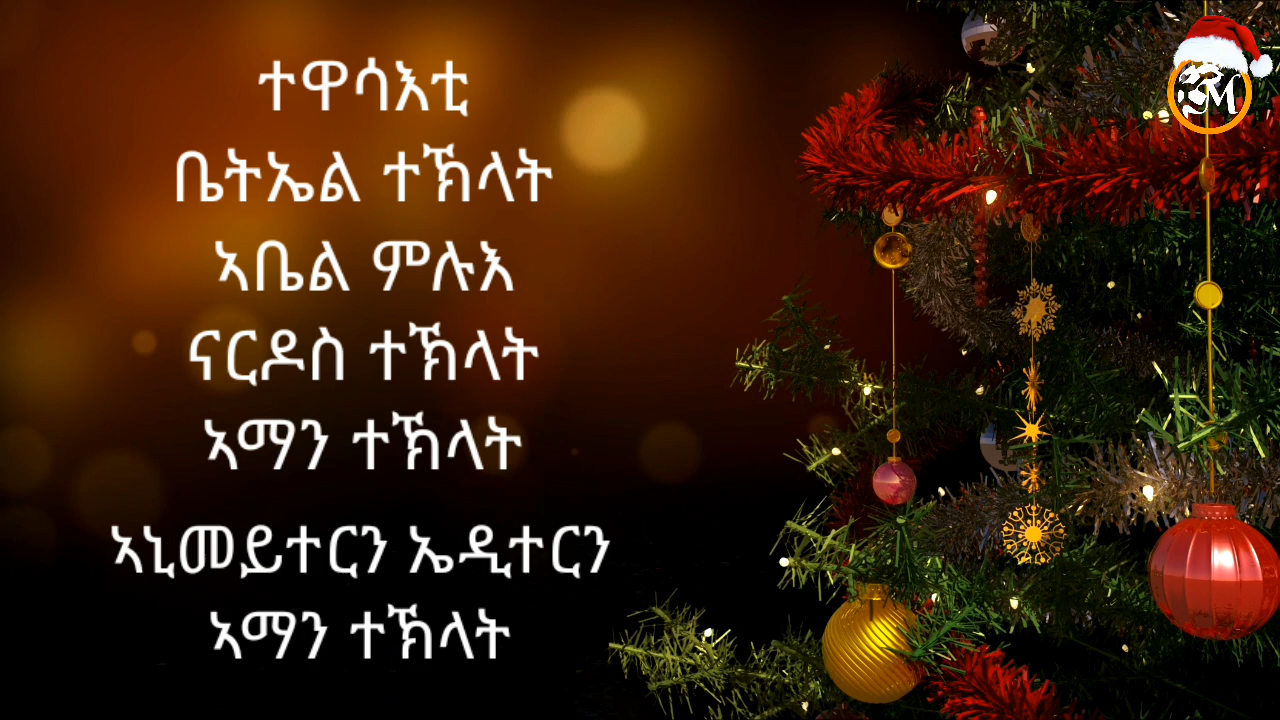 ተዋሳእቲ
ቤትኤል ተኽላት
ኣቤል ምሉእ
ናርዶስ ተኽላት
ኣማን ተኽላት
ኣኒመይተርን ኤዲተርን
ኣማን ተኽላት
M